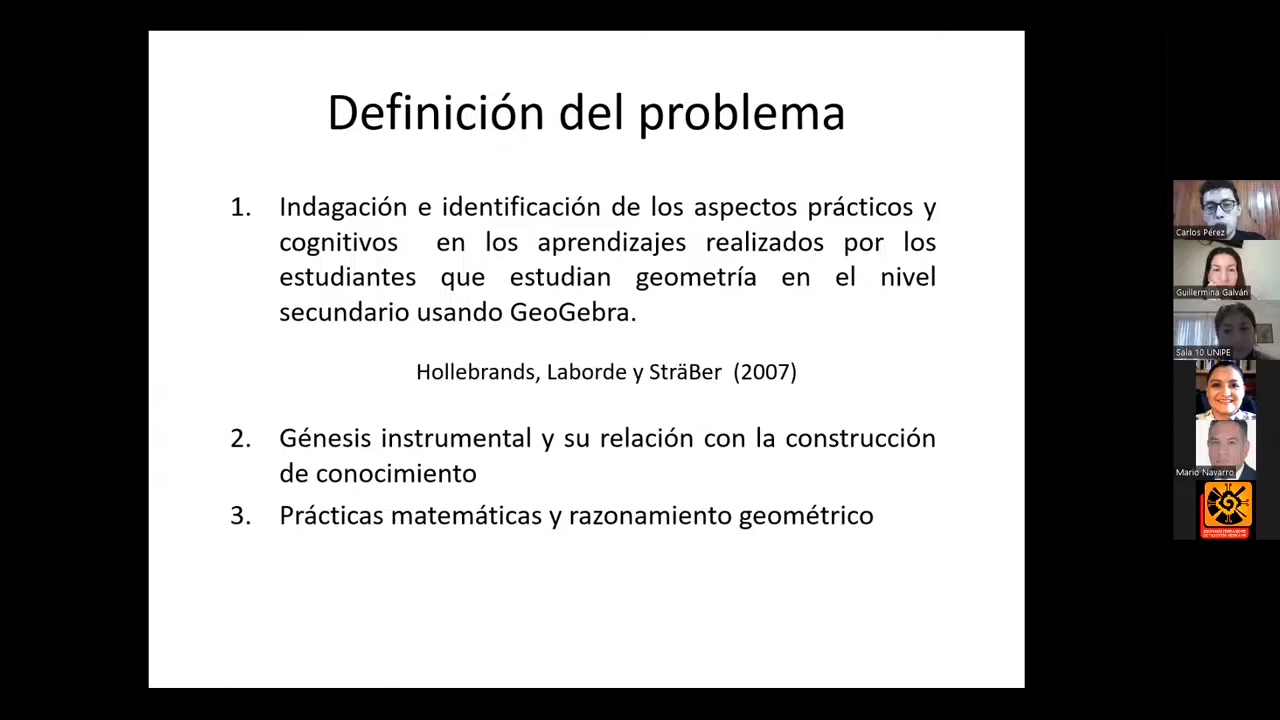 Definición del problema
1. Indagación e identificación de los aspectos prácticos y
cognitivos en los aprendizajes realizados por los
estudiantes que estudian geometría en el nivel
secundario usando GeoGebra.
Hollebrands, Laborde y SträBer (2007)
2. Génesis instrumental y su relación con la construcción
de conocimiento
3. Prácticas matemáticas y razonamiento geométrico
Carlos Pérez
Guillermina Galván
Sala 10 UNIPE
Mario Navarro